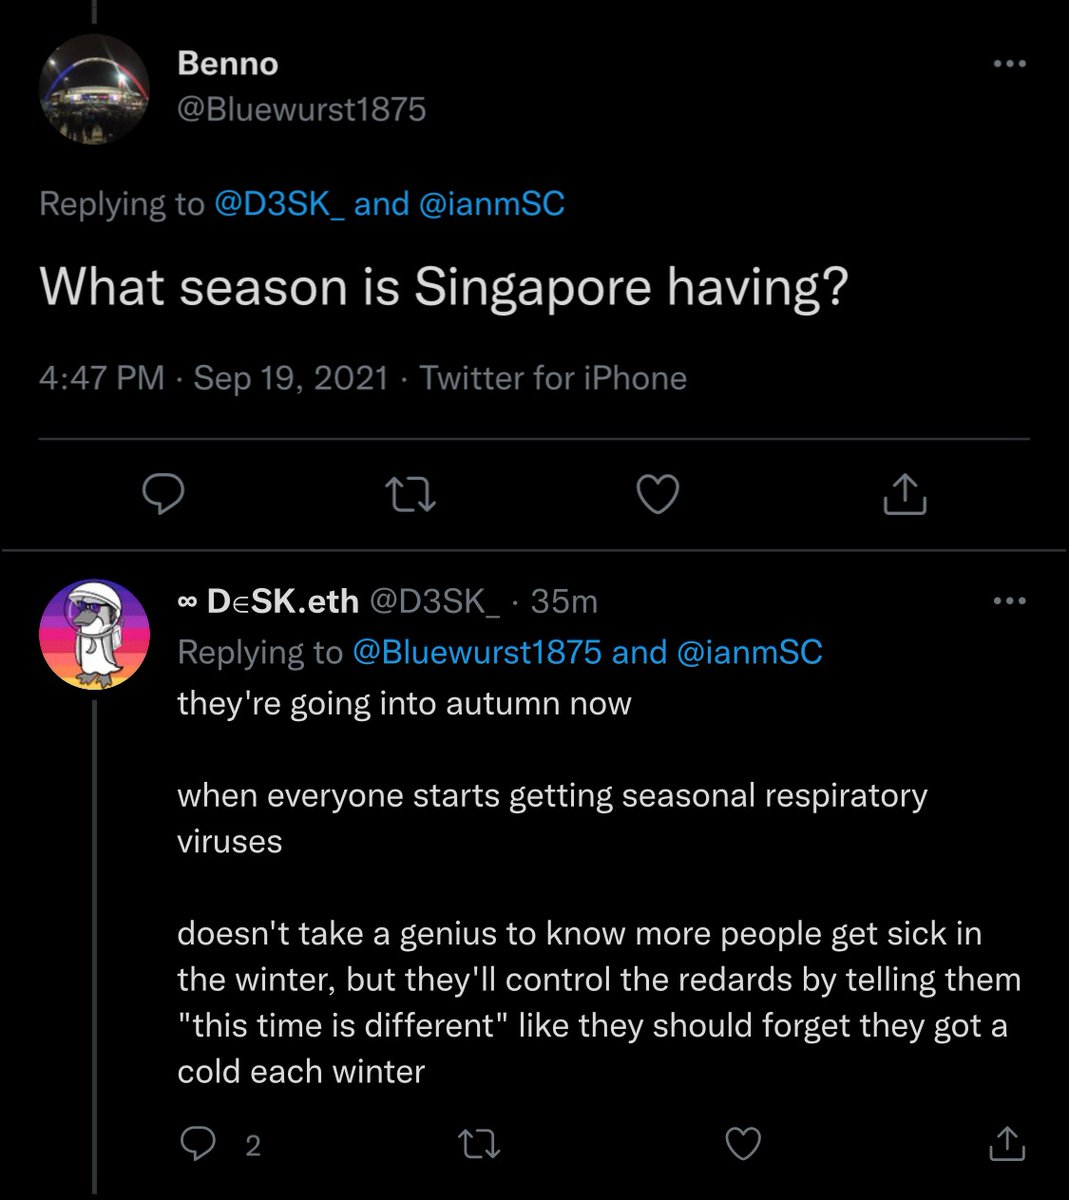 Benno
@Bluewurst1875
Replying to @D3SK_ and @ianmSC
What season is Singapore having?
4:47 PM · Sep 19, 2021 · Twitter for iPhone
∞ D∈SK.eth @D3SK_ · 35m
Replying to @Bluewurst1875 and @ianmSC
they're going into autumn now
when everyone starts getting seasonal respiratory
viruses
doesn't take a genius to know more people get sick in
the winter, but they'll control the redards by telling them
"this time is different" like they should forget they got a
cold each winter
2